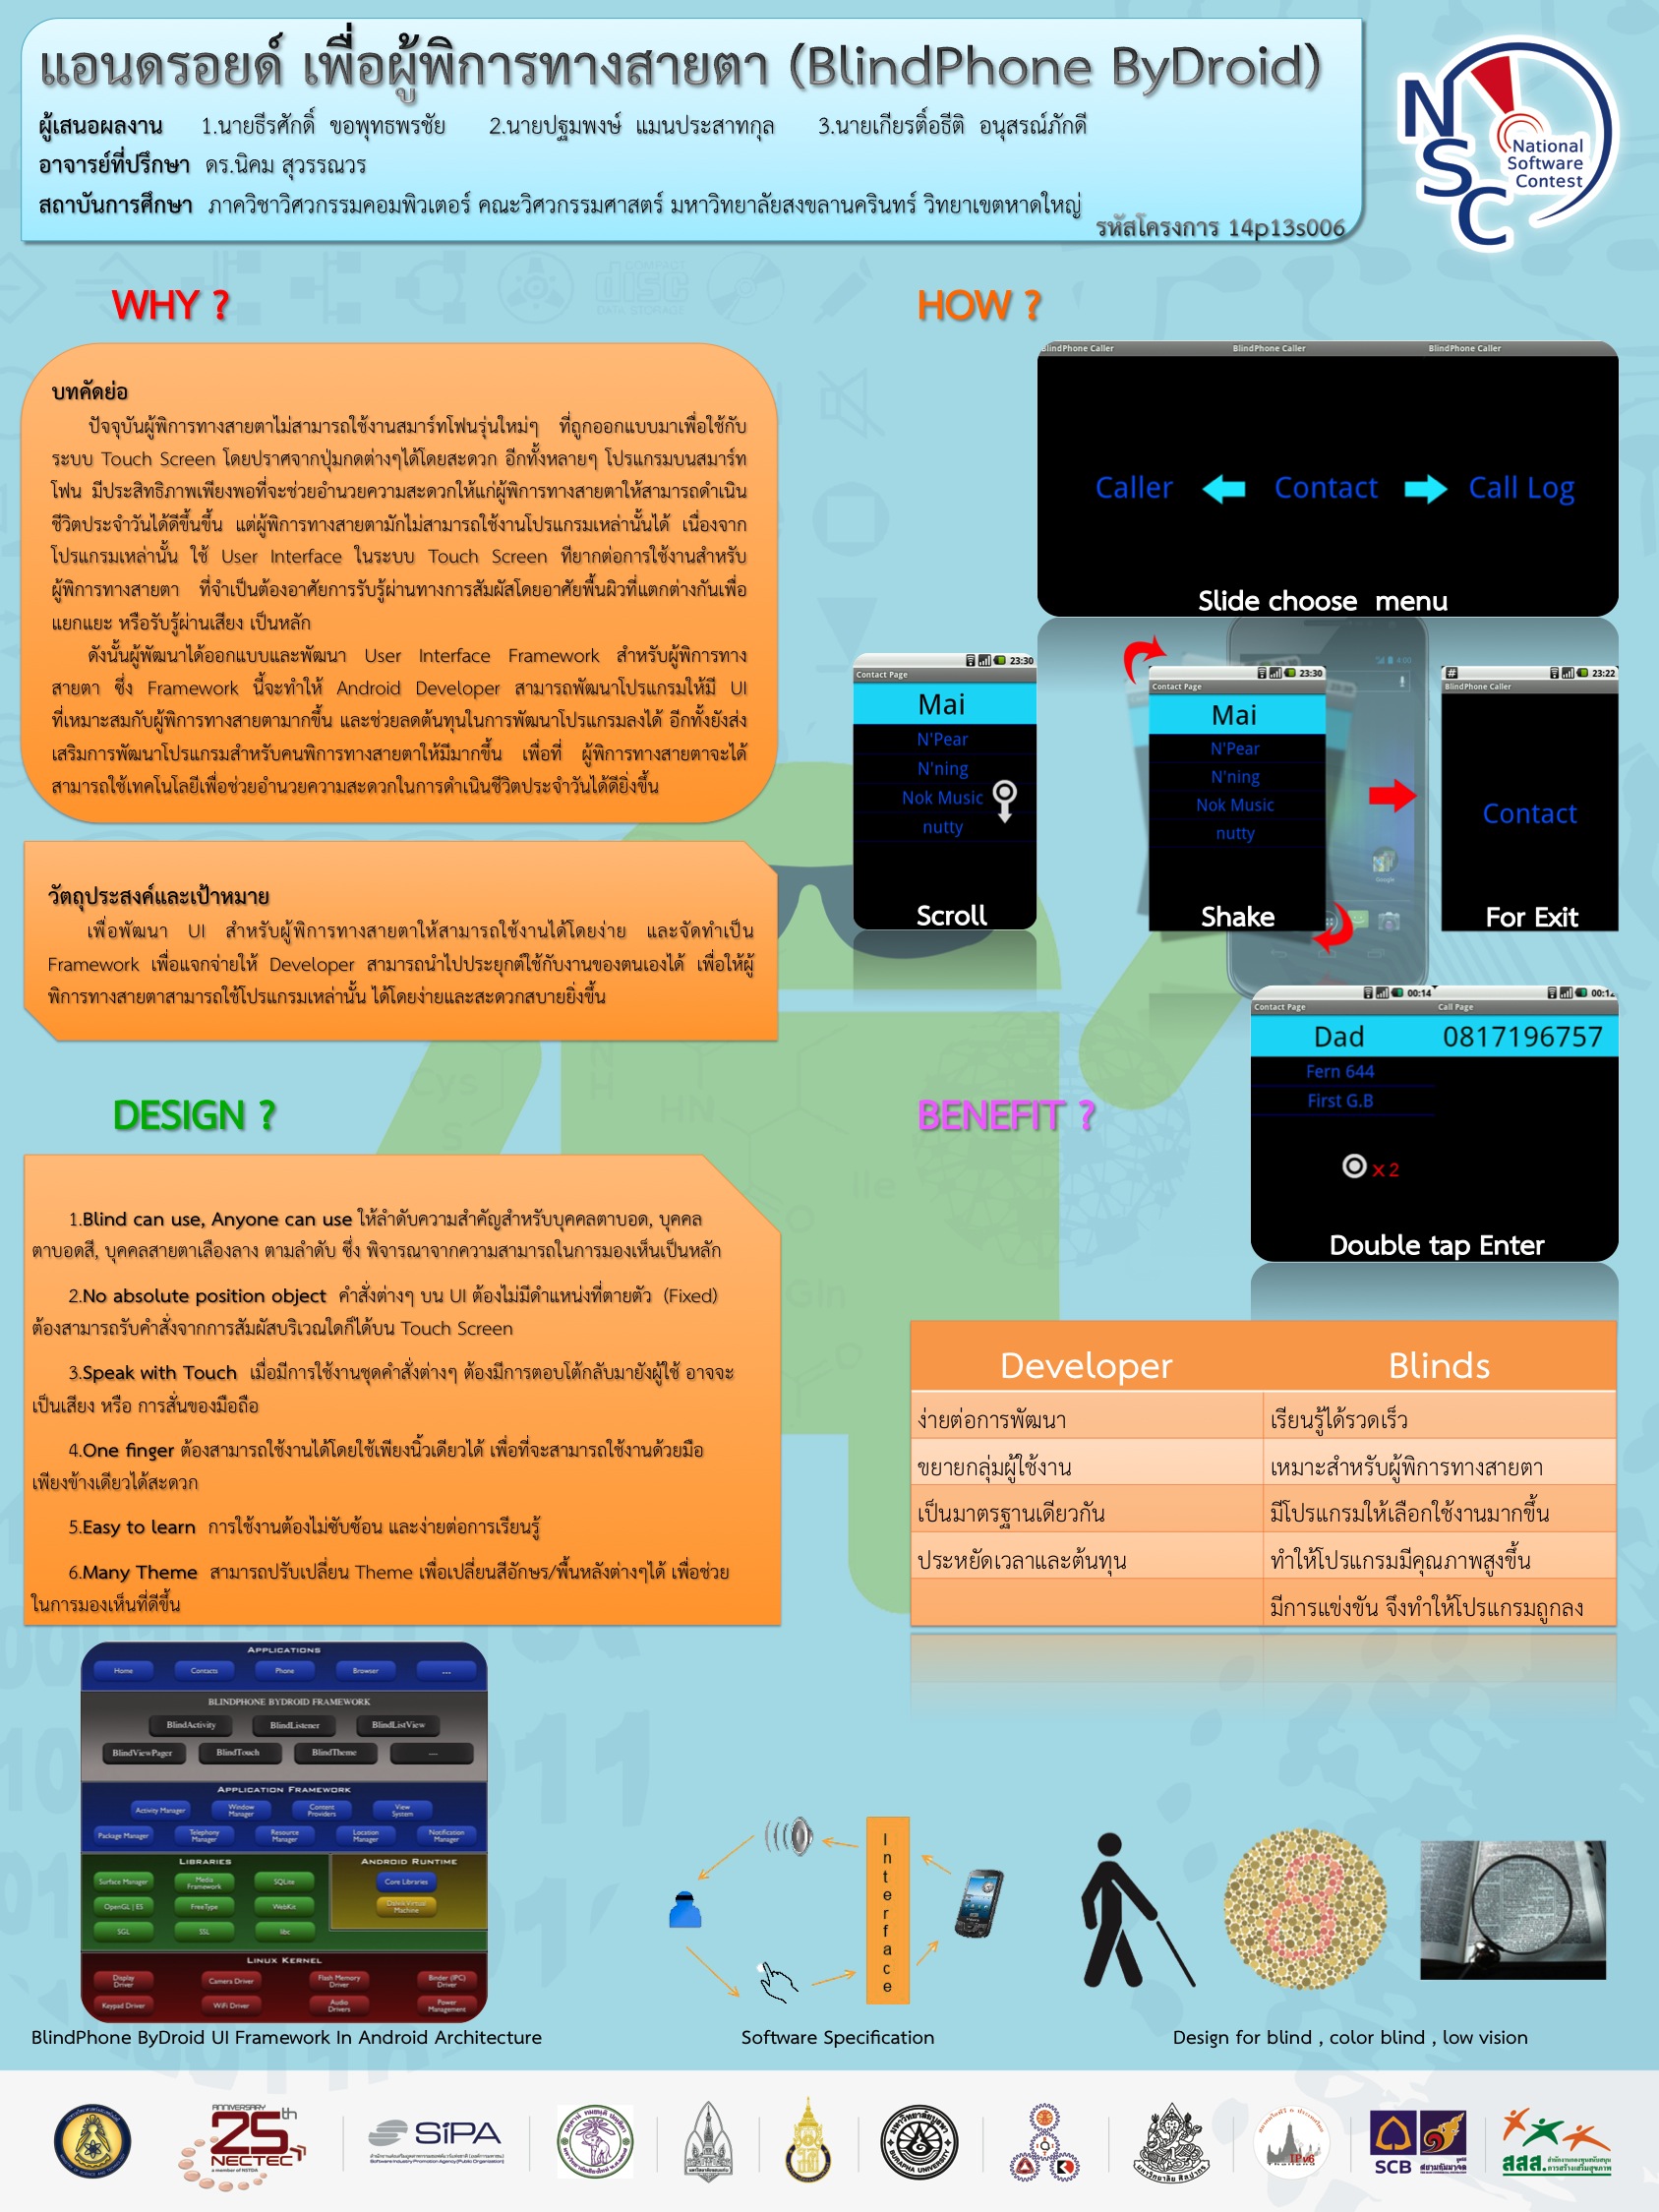 แอนดรอยด์ เพื่อผู้พิการทางสายตา (BlindPhone ByDroid)
ผู้เสนอผลงาน 1.นายธีรศักดิ์ ขอพุทธพรชัย 2.นายปฐมพงษ์ แมนประสาทกุล 3.นายเกียรติ์อธีติ อนุสรณ์ภักดี
อาจารย์ที่ปรึกษา ดร.นิคม สุวรรณวร
สถาบันการศึกษา ภาควิชาวิศวกรรมคอมพิวเตอร์ คณะวิศวกรรมศาสตร์ มหาวิทยาลัยสงขลานครินทร์ วิทยาเขตหาดใหญ่
รหัสโครงการ 14p13s006
NSC
National
Software
Contest
WHY ?
บทคัดย่อ
ปัจจุบันผู้พิการทางสายตาไม่สามารถใช้งานสมาร์ทโฟนรุ่นใหม่ๆ ที่ถูกออกแบบมาเพื่อใช้กับ
ระบบ Touch Screen โดยปราศจากปุ่มกดต่างๆได้โดยสะดวก อีกทั้งหลายๆ โปรแกรมบนสมาร์ท
โฟน มีประสิทธิภาพเพียงพอที่จะช่วยอำนวยความสะดวกให้แก่ผู้พิการทางสายตาให้สามารถดำเนิน
ชีวิตประจำวันได้ดีขึ้นขึ้น แต่ผู้พิการทางสายตามักไม่สามารถใช้งานโปรแกรมเหล่านั้นได้ เนื่องจาก
โปรแกรมเหล่านั้น ใช้ User Interface ในระบบ Touch Screen ที่ยากต่อการใช้งานสำหรับ
ผู้พิการทางสายตา ที่จำเป็นต้องอาศัยการรับรู้ผ่านทางการสัมผัสโดยอาศัยพื้นผิวที่แตกต่างกันเพื่อ
แยกแยะ หรือรับรู้ผ่านเสียง เป็นหลัก
ดังนั้นผู้พัฒนาได้ออกแบบและพัฒนา User Interface Framework สำหรับผู้พิการทาง
สายตา ซึ่ง Framework นี้จะทำให้ Android Developer สามารถพัฒนาโปรแกรมให้มี UI
ที่เหมาะสมกับผู้พิการทางสายตามากขึ้น และช่วยลดต้นทุนในการพัฒนาโปรแกรมลงได้ อีกทั้งยังส่ง
เสริมการพัฒนาโปรแกรมสำหรับคนพิการทางสายตาให้มีมากขึ้น เพื่อที่ ผู้พิการทางสายตาจะได้
สามารถใช้เทคโนโลยีเพื่อช่วยอำนวยความสะดวกในการดำเนินชีวิตประจำวันได้ดียิ่งขึ้น
วัตถุประสงค์และเป้าหมาย
เพื่อพัฒนา UI สำหรับผู้พิการทางสายตาให้สามารถใช้งานได้โดยง่าย และจัดทำเป็น
Framework เพื่อแจกจ่ายให้ Developer สามารถนำไปประยุกต์ใช้กับงานของตนเองได้ เพื่อให้ผู้
พิการทางสายตาสามารถใช้โปรแกรมเหล่านั้น ได้โดยง่ายและสะดวกสบายยิ่งขึ้น
HOW ?
BlindPhone Caller BlindPhone Caller BlindPhone Caller
Caller Contact Call Log
Slide choose menu
23:30
Contact Page
Mai
N'Pear
N'ning
Nok Music
nutty
Scroll
23:30
Contact Page
Mai
N'Pear
N'ning
Nok Music
nutty
Shake
23:22
BlindPhone Caller
Contact
For Exit
00:14 00:14
Contact Page Call Page
Dad 0817196757
Fern 644
First G.B
x 2
Double tap Enter
DESIGN ?
1.Blind can use, Anyone can use ให้ลำดับความสำคัญสำหรับบุคคลตาบอด, บุคคล
ตาบอดสี, บุคคลสายตาเลือนลาง ตามลำดับ ซึ่ง พิจารณาจากความสามารถในการมองเห็นเป็นหลัก
2.No absolute position object คำสั่งต่างๆ บน UI ต้องไม่มีตำแหน่งที่ตายตัว (Fixed)
ต้องสามารถรับคำสั่งจากการสัมผัสบริเวณใดก็ได้บน Touch Screen
3.Speak with Touch เมื่อมีการใช้งานชุดคำสั่งต่างๆ ต้องมีการตอบโต้กลับมายังผู้ใช้ อาจจะ
เป็นเสียง หรือ การสั่นของมือถือ
4.One finger ต้องสามารถใช้งานได้โดยใช้เพียงนิ้วเดียวได้ เพื่อที่จะสามารถใช้งานด้วยมือ
เพียงข้างเดียวได้สะดวก
5.Easy to learn การใช้งานต้องไม่ซับซ้อน และง่ายต่อการเรียนรู้
6.Many Theme สามารถปรับเปลี่ยน Theme เพื่อเปลี่ยนสีอักษร/พื้นหลังต่างๆได้ เพื่อช่วย
ในการมองเห็นที่ดีขึ้น
BENEFIT ?
Developer Blinds
ง่ายต่อการพัฒนา เรียนรู้ได้รวดเร็ว
ขยายกลุ่มผู้ใช้งาน เหมาะสำหรับผู้พิการทางสายตา
เป็นมาตรฐานเดียวกัน มีโปรแกรมให้เลือกใช้งานมากขึ้น
ประหยัดเวลาและต้นทุน ทำให้โปรแกรมมีคุณภาพสูงขึ้น
มีการแข่งขัน จึงทำให้โปรแกรมถูกลง
APPLICATIONS
Home Contacts Phone Browser ...
BLINDPHONE BYDROID FRAMEWORK
BlindActivity BlindListener BlindListView
BlindViewPager BlindTouch BlindTheme ...
APPLICATION FRAMEWORK
Activity Manager Window Manager Content Providers View System
Package Manager Telephony Manager Resource Manager Location Manager Notification Manager
LIBRARIES ANDROID RUNTIME
Surface Manager Media Framework SQLite Core Libraries
OpenGL | ES FreeType WebKit Dalvik Virtual Machine
SGL SSL libc
LINUX KERNEL
Display Driver Camera Driver Flash Memory Driver Binder (IPC) Driver
Keypad Driver WiFi Driver Audio Drivers Power Management
BlindPhone ByDroid UI Framework In Android Architecture
Interface
Software Specification
8
Design for blind , color blind , low vision
ANNIVERSARY
25th
NECTEC
a member of NSTDA
SiPA
Software Industry Promotion Agency (Public Organization)
BURAPHA UNIVERSITY
มหาวิทยาลัยศิลปากร
IPv6
SCB
สสส. สำนักงานกองทุนสนับสนุน
การสร้างเสริมสุขภาพ